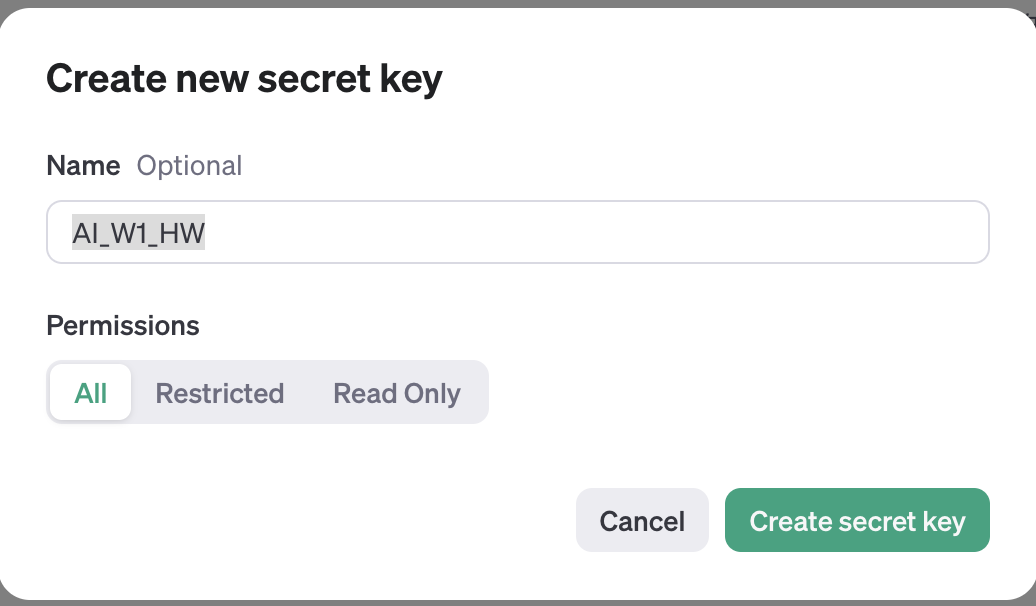 Create new secret key
Name Optional
AI_W1_HW
Permissions
All Restricted Read Only
Cancel Create secret key